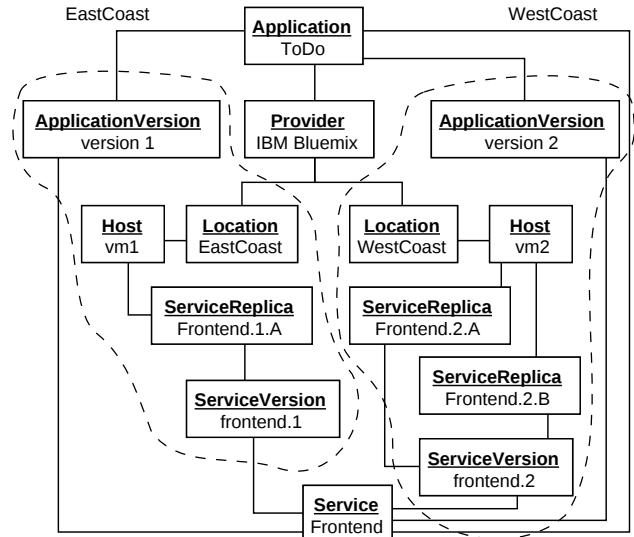 EastCoast
WestCoast
Application
ToDo
ApplicationVersion
version 1
Provider
IBM Bluemix
ApplicationVersion
version 2
Host
vm1
Location
EastCoast
Location
WestCoast
Host
vm2
ServiceReplica
Frontend.1.A
ServiceReplica
Frontend.2.A
ServiceReplica
Frontend.2.B
ServiceVersion
frontend.1
ServiceVersion
frontend.2
Service
Frontend